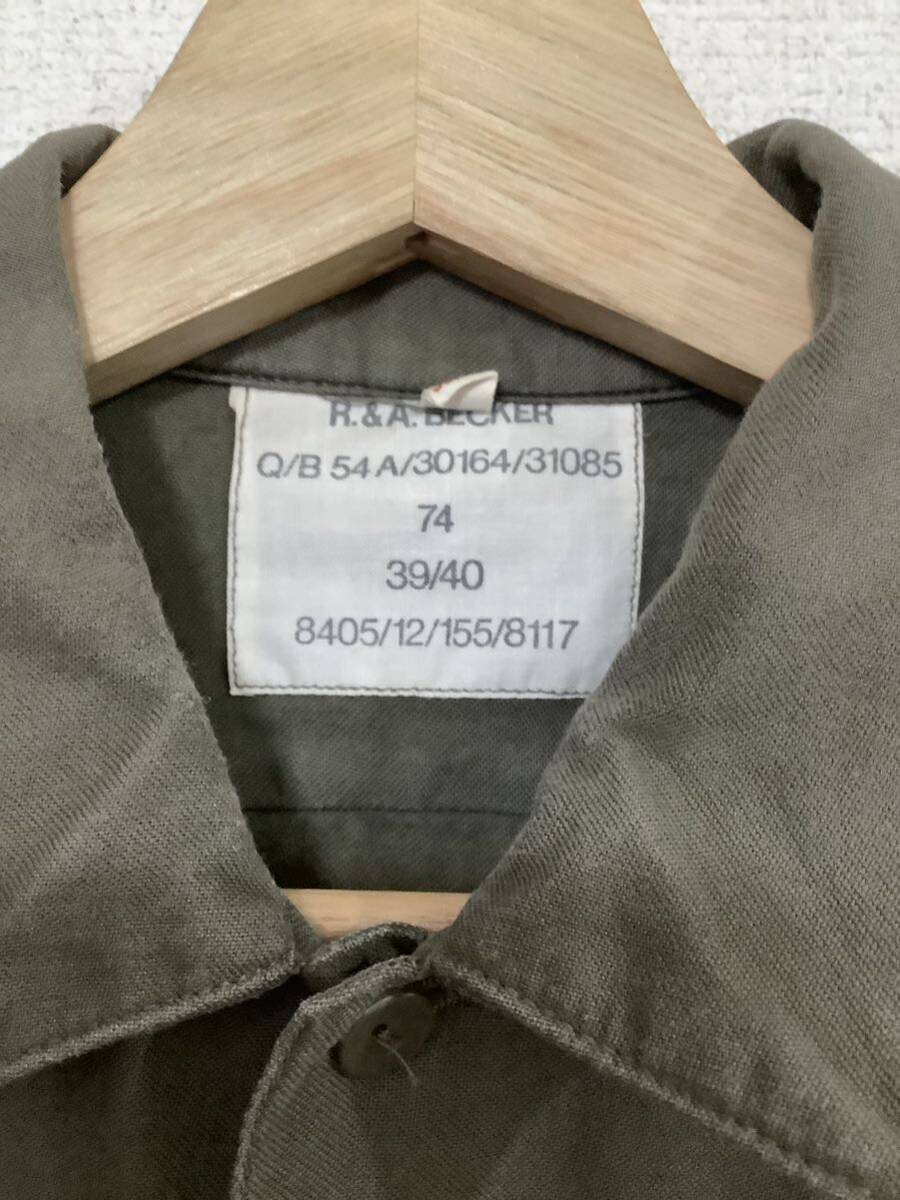 R.&A. BECKER
Q/B 54 A/30164/31085
74
39/40
8405/12/155/8117